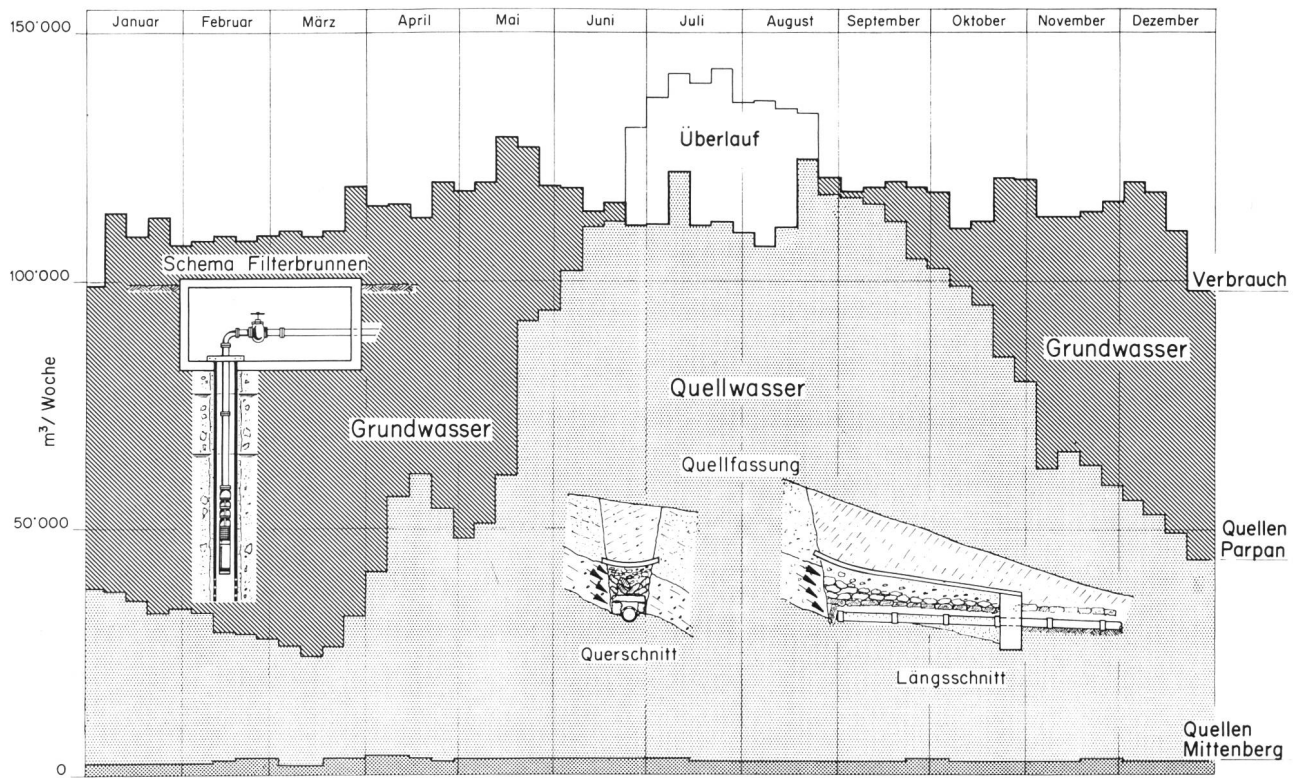 150'000
Januar Februar März April Mai Juni Juli August September Oktober November Dezember
Überlauf
Schema Filterbrunnen
100'000
Verbrauch
Grundwasser
Quellwasser
m³/ Woche
Grundwasser
Quellfassung
50'000
Quellen
Parpan
Querschnitt
Längsschnitt
Quellen
Mittenberg
0